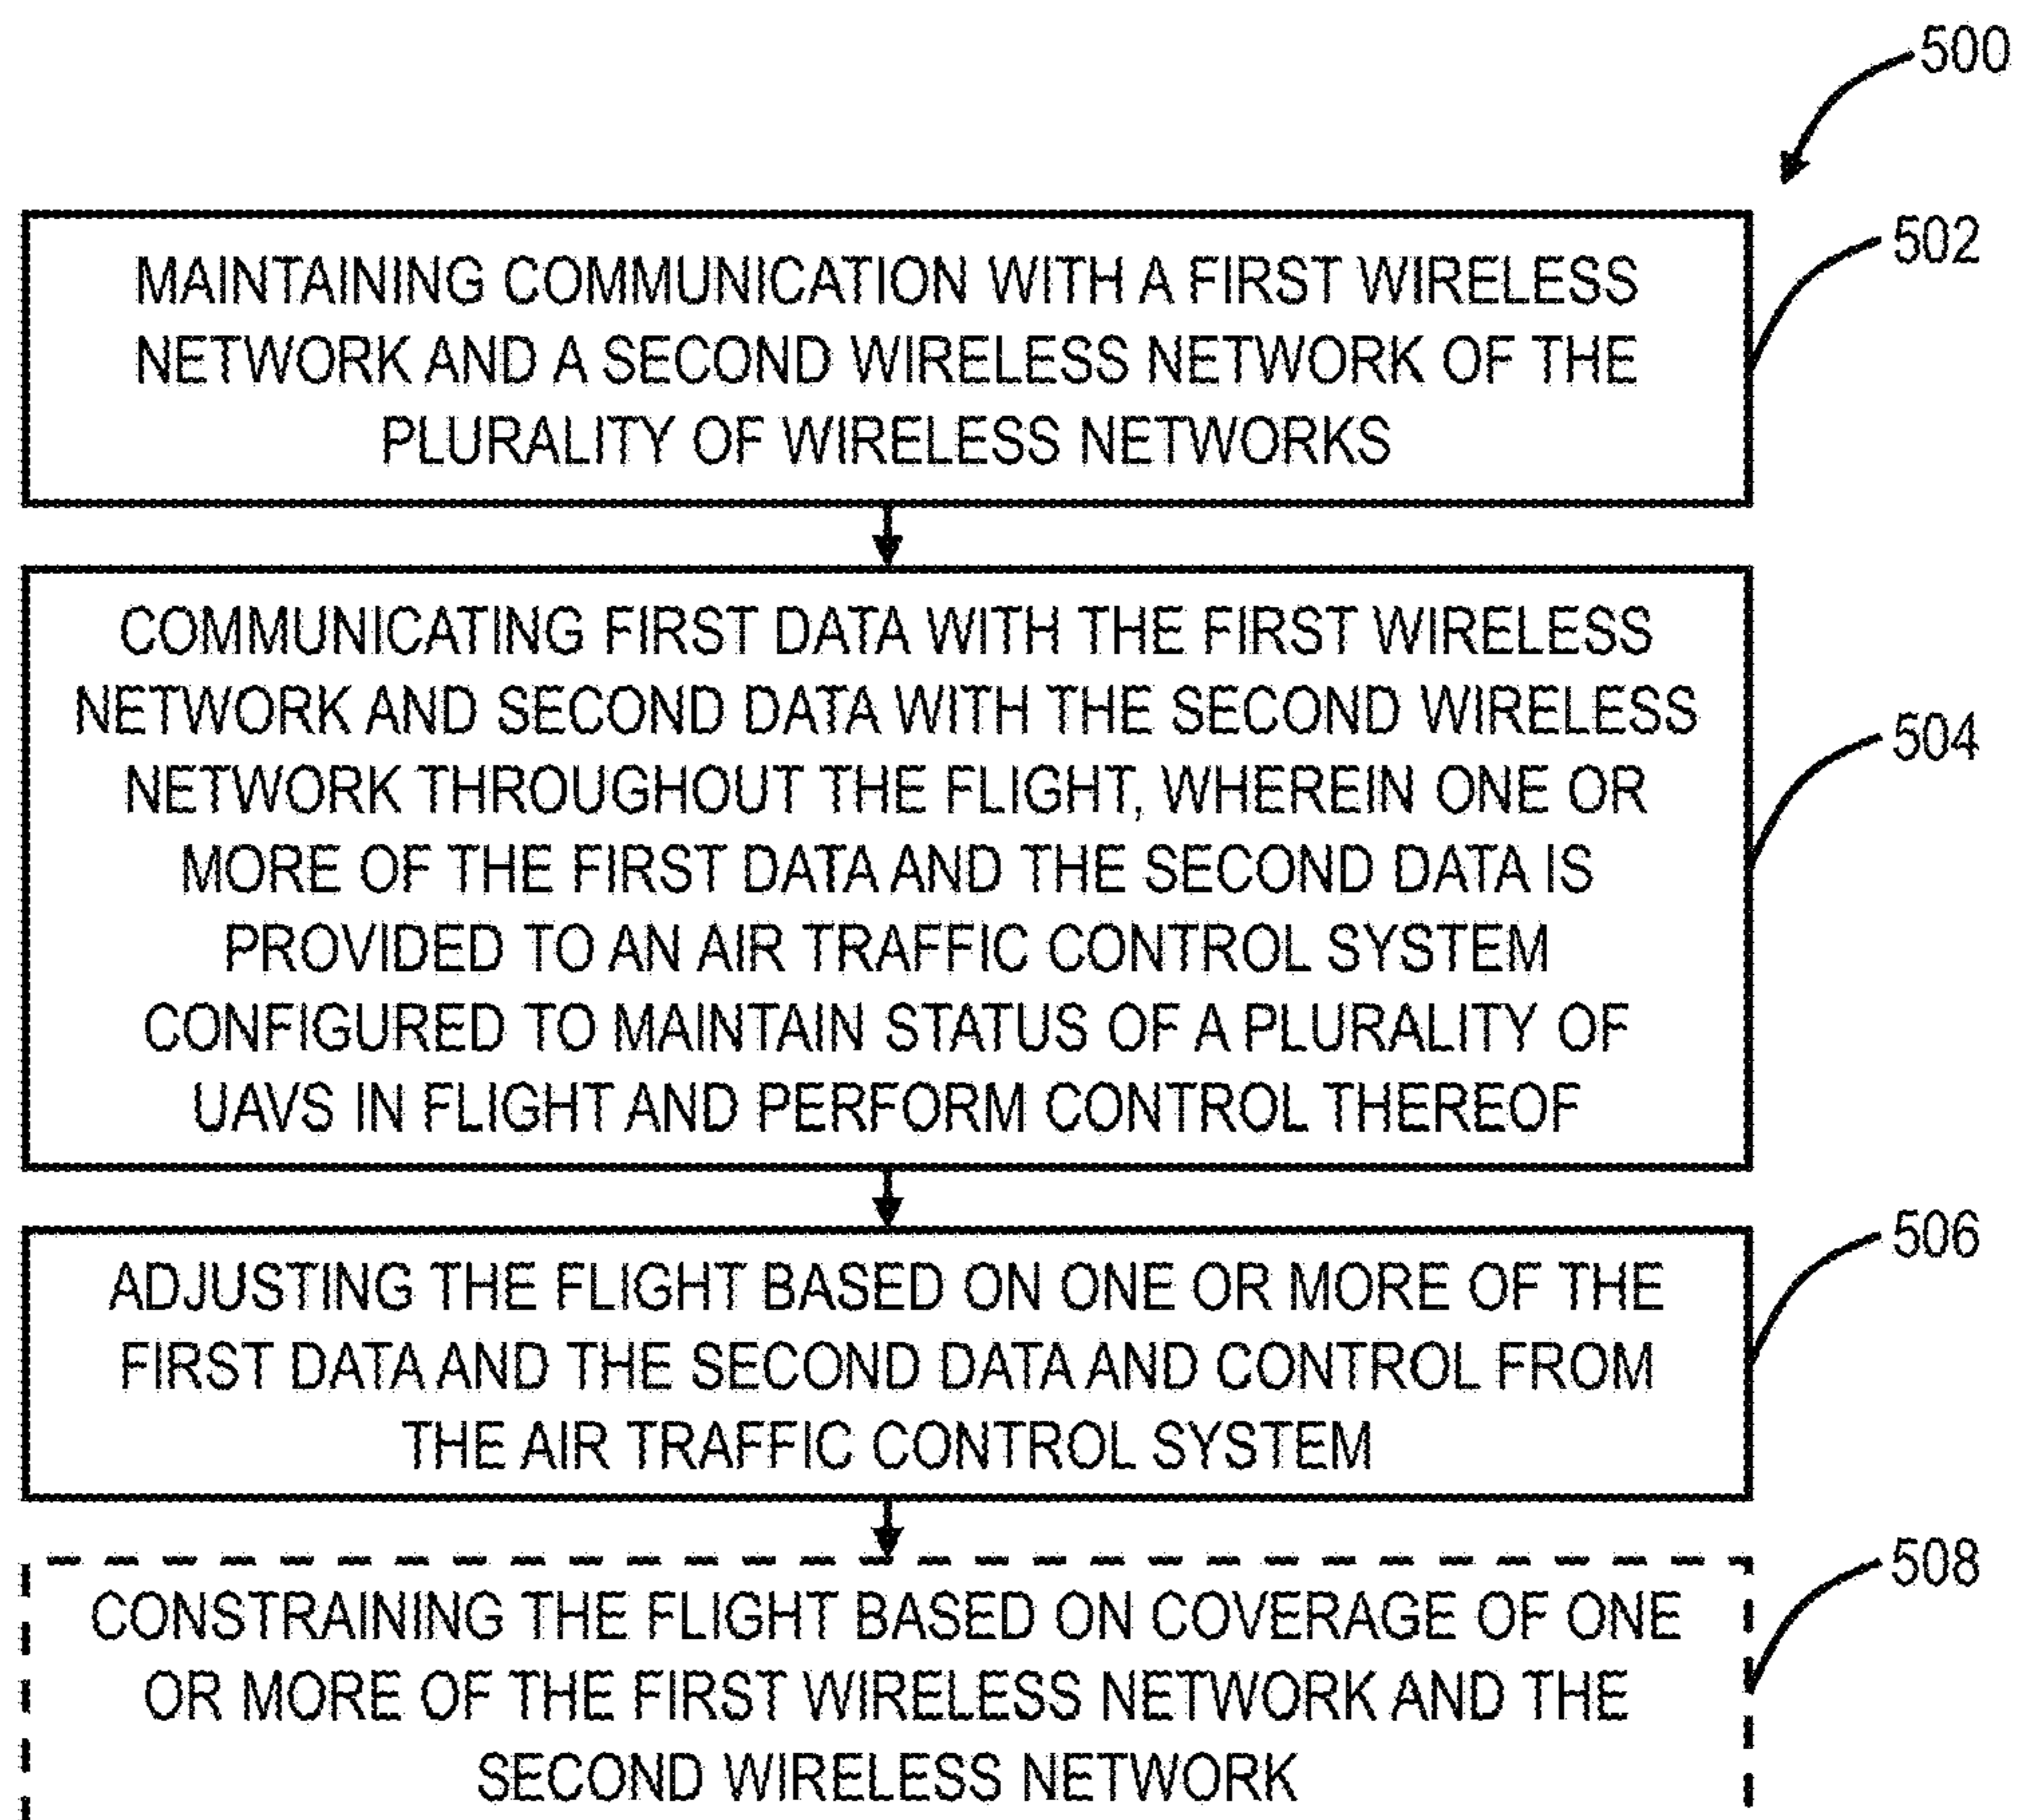 500
502
MAINTAINING COMMUNICATION WITH A FIRST WIRELESS
NETWORK AND A SECOND WIRELESS NETWORK OF THE
PLURALITY OF WIRELESS NETWORKS
504
COMMUNICATING FIRST DATA WITH THE FIRST WIRELESS
NETWORK AND SECOND DATA WITH THE SECOND WIRELESS
NETWORK THROUGHOUT THE FLIGHT, WHEREIN ONE OR
MORE OF THE FIRST DATA AND THE SECOND DATA IS
PROVIDED TO AN AIR TRAFFIC CONTROL SYSTEM
CONFIGURED TO MAINTAIN STATUS OF A PLURALITY OF
UAVS IN FLIGHT AND PERFORM CONTROL THEREOF
506
ADJUSTING THE FLIGHT BASED ON ONE OR MORE OF THE
FIRST DATA AND THE SECOND DATA AND CONTROL FROM
THE AIR TRAFFIC CONTROL SYSTEM
508
CONSTRAINING THE FLIGHT BASED ON COVERAGE OF ONE
OR MORE OF THE FIRST WIRELESS NETWORK AND THE
SECOND WIRELESS NETWORK